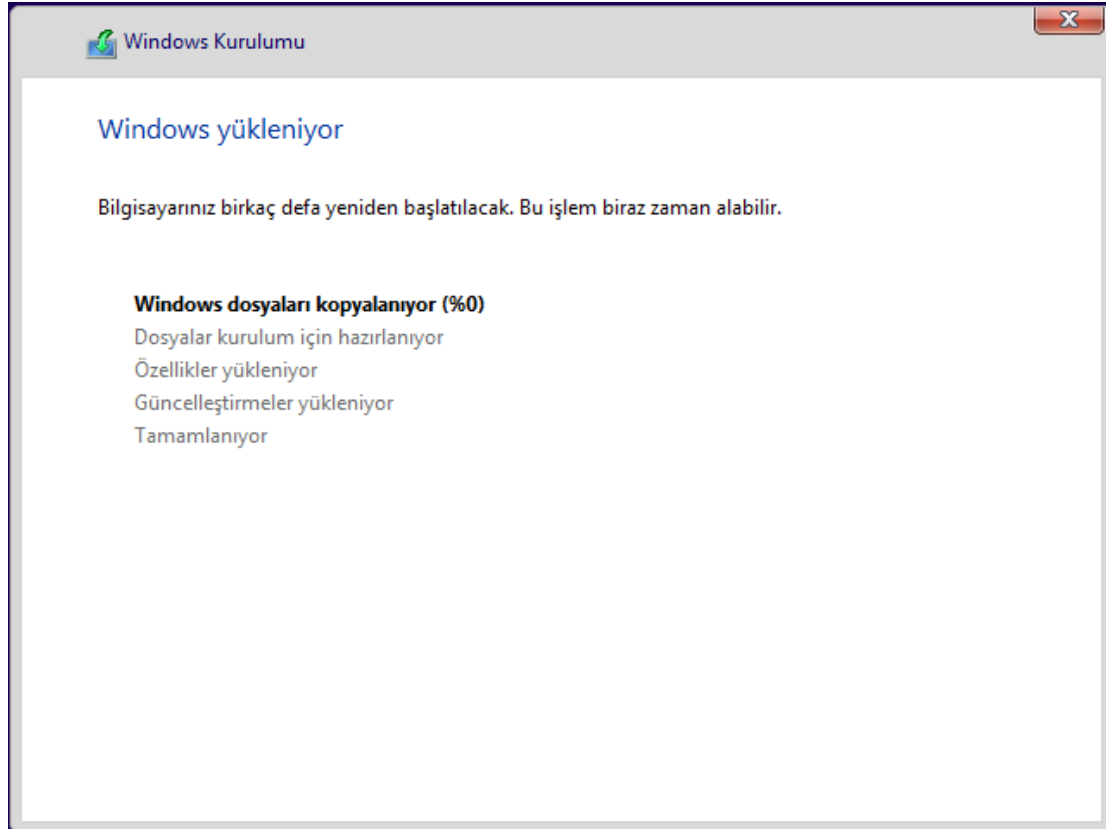 Windows Kurulumu
Windows yükleniyor
Bilgisayarınız birkaç defa yeniden başlatılacak. Bu işlem biraz zaman alabilir.
Windows dosyaları kopyalanıyor (%0)
Dosyalar kurulum için hazırlanıyor
Özellikler yükleniyor
Güncelleştirmeler yükleniyor
Tamamlanıyor